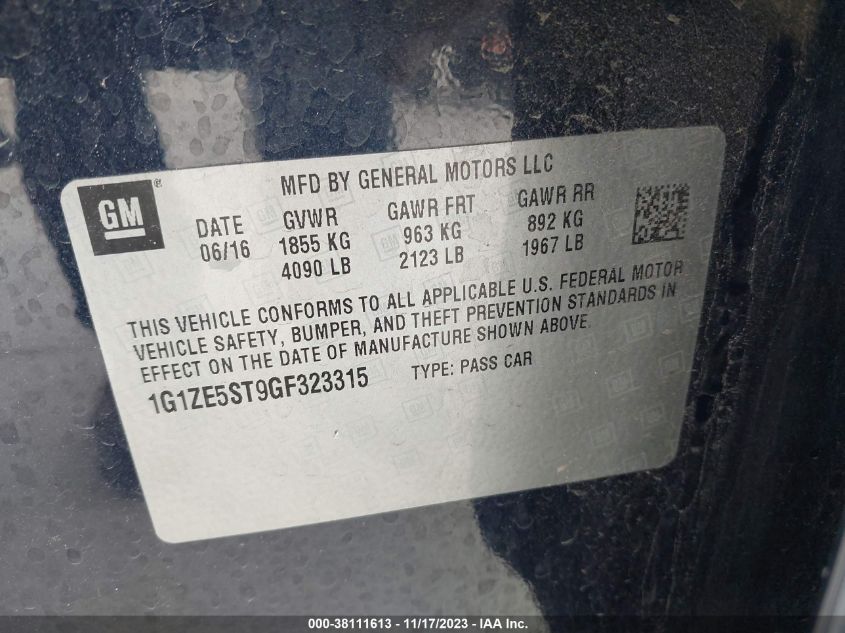 GM ®
MFD BY GENERAL MOTORS LLC
DATE GVWR GAWR FRT GAWR RR
06/16 1855 KG 963 KG 892 KG
4090 LB 2123 LB 1967 LB
THIS VEHICLE CONFORMS TO ALL APPLICABLE U.S. FEDERAL MOTOR
VEHICLE SAFETY, BUMPER, AND THEFT PREVENTION STANDARDS IN
EFFECT ON THE DATE OF MANUFACTURE SHOWN ABOVE.
1G1ZE5ST9GF323315 TYPE: PASS CAR
000-38111613 - 11/17/2023 - IAA Inc.